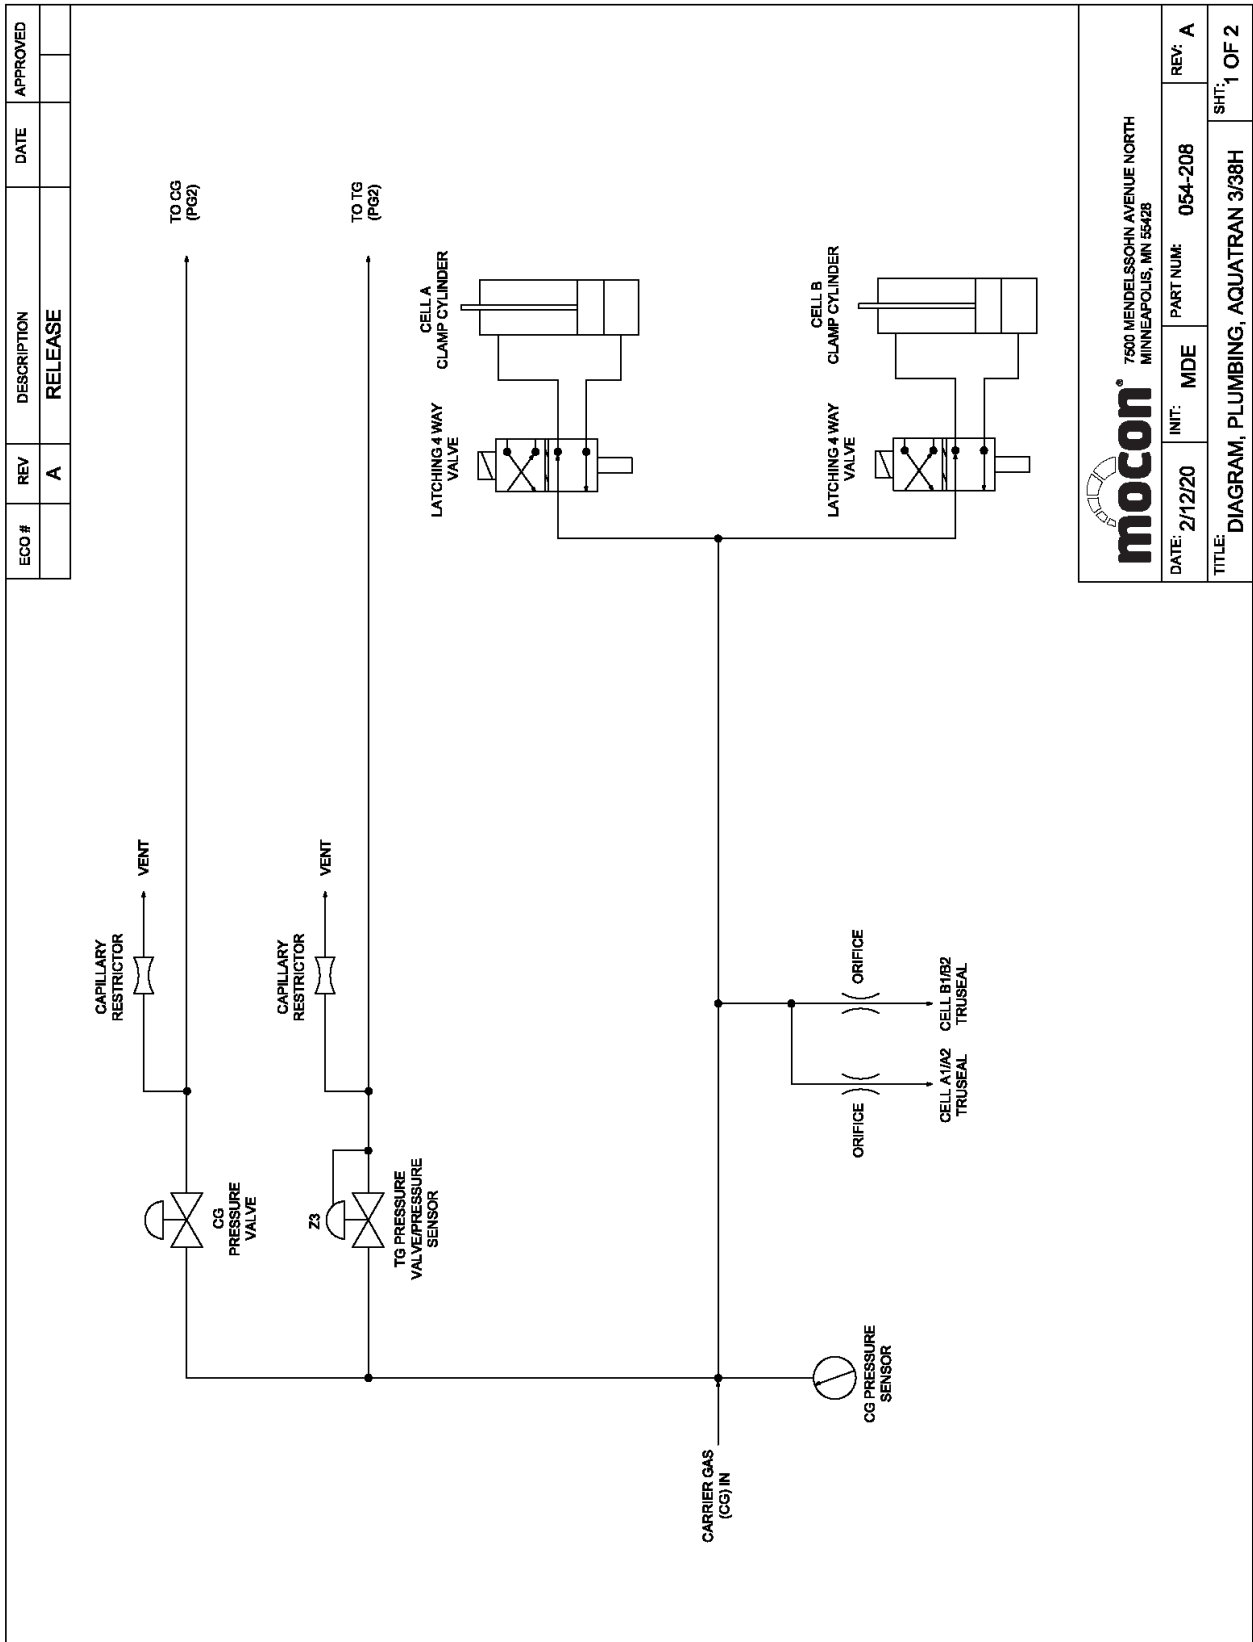 ECO #
REV
DESCRIPTION
DATE
APPROVED
A
RELEASE
TO CG
(PG2)
VENT
CAPILLARY
RESTRICTOR
CG
PRESSURE
VALVE
TO TG
(PG2)
VENT
CAPILLARY
RESTRICTOR
Z3
TG PRESSURE
VALVE/PRESSURE
SENSOR
CELL A
CLAMP CYLINDER
LATCHING 4 WAY
VALVE
CELL B
CLAMP CYLINDER
LATCHING 4 WAY
VALVE
CARRIER GAS
(CG) IN
CG PRESSURE
SENSOR
ORIFICE
CELL A1/A2
TRUSEAL
ORIFICE
CELL B1/B2
TRUSEAL
mocon®
7500 MENDELSSOHN AVENUE NORTH
MINNEAPOLIS, MN 55428
DATE: 2/12/20
INIT: MDE
PART NUM: 054-208
REV: A
TITLE: DIAGRAM, PLUMBING, AQUATRAN 3/38H
SHT: 1 OF 2